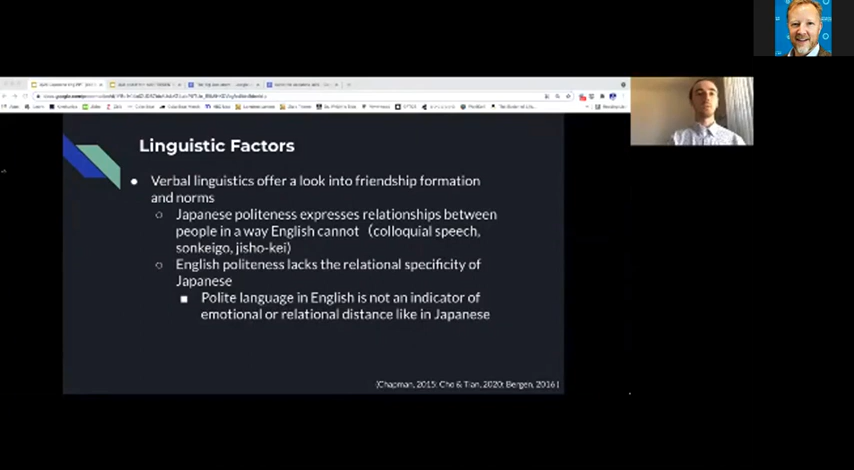 Linguistic Factors
Verbal linguistics offer a look into friendship formation
and norms
Japanese politeness expresses relationships between
people in a way English cannot (colloquial speech,
sonkeigo, jisho-kei)
English politeness lacks the relational specificity of
Japanese
Polite language in English is not an indicator of
emotional or relational distance like in Japanese
(Chapman, 2015; Cho & Tian, 2020; Bergen, 2016)